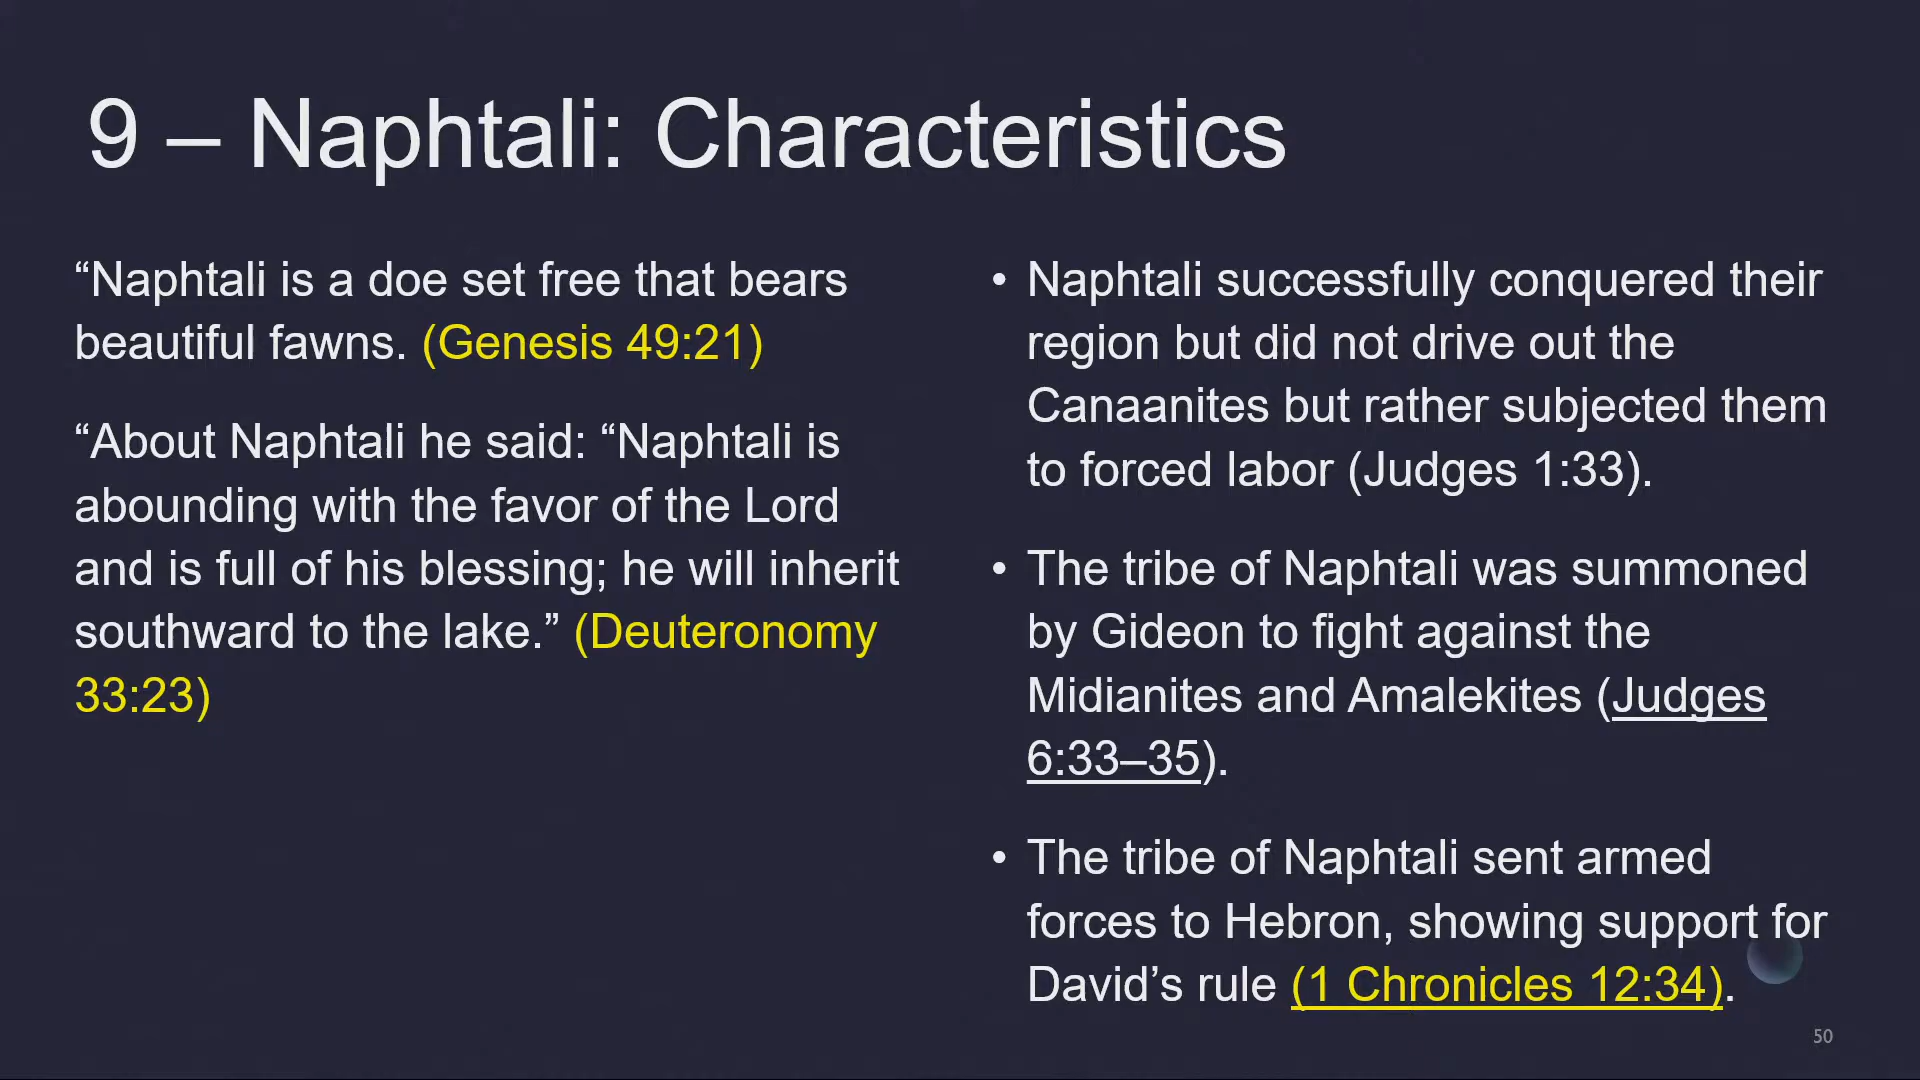 9 – Naphtali: Characteristics
“Naphtali is a doe set free that bears
beautiful fawns. (Genesis 49:21)
“About Naphtali he said: “Naphtali is
abounding with the favor of the Lord
and is full of his blessing; he will inherit
southward to the lake.” (Deuteronomy
33:23)
• Naphtali successfully conquered their
region but did not drive out the
Canaanites but rather subjected them
to forced labor (Judges 1:33).
• The tribe of Naphtali was summoned
by Gideon to fight against the
Midianites and Amalekites (Judges
6:33–35).
• The tribe of Naphtali sent armed
forces to Hebron, showing support for
David’s rule (1 Chronicles 12:34).
50